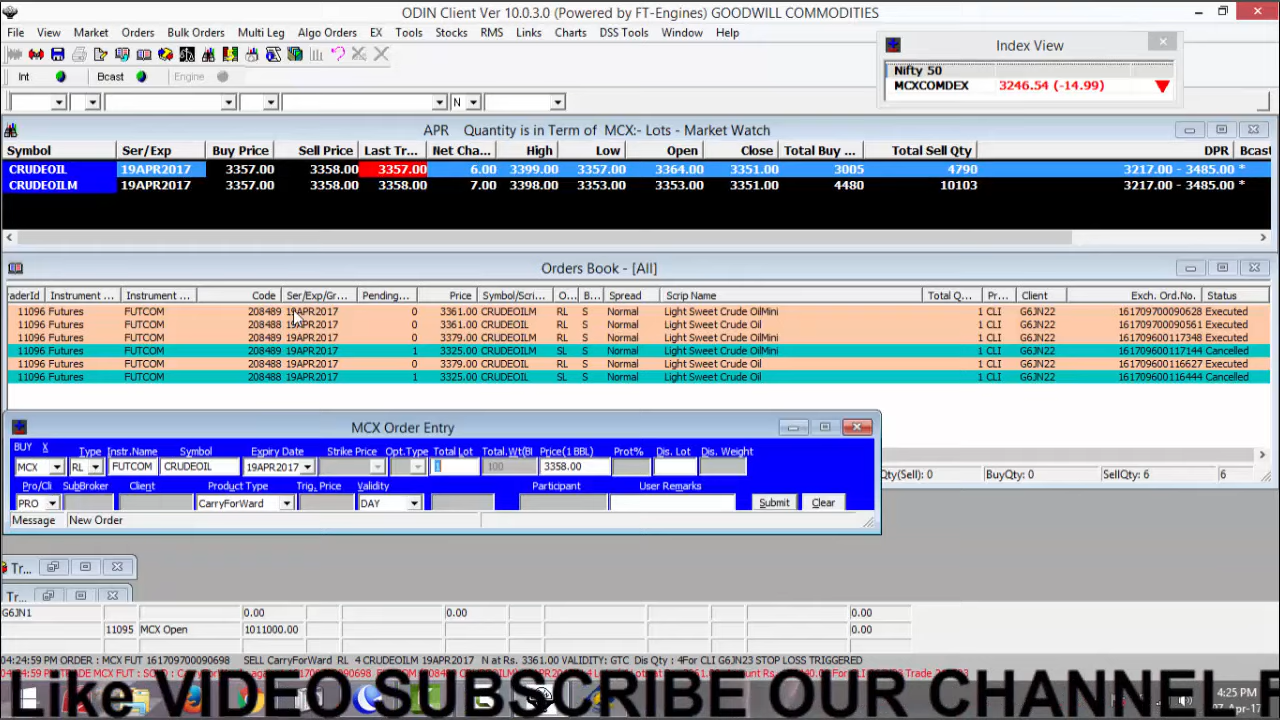 ODIN Client Ver 10.0.3.0 (Powered by FT-Engines) GOODWILL COMMODITIES
File View Market Orders Bulk Orders Multi Leg Algo Orders EX Tools Stocks RMS Links Charts DSS Tools Window Help
Index View
Int Bcast Engine
Nifty 50
MCXCOMDEX 3246.54 (-14.99)
N
APR Quantity is in Term of MCX:- Lots - Market Watch
Symbol Ser/Exp Buy Price Sell Price Last Tr... Net Cha... High Low Open Close Total Buy ... Total Sell Qty DPR Bcast
CRUDEOIL 19APR2017 3357.00 3358.00 3357.00 6.00 3399.00 3357.00 3364.00 3351.00 3005 4790 3217.00 - 3485.00 *
CRUDEOILM 19APR2017 3357.00 3358.00 3358.00 7.00 3398.00 3353.00 3353.00 3351.00 4480 10103 3217.00 - 3485.00 *
Orders Book - [All]
aderId Instrument ... Instrument ... Code Ser/Exp/Gr... Pending... Price Symbol/Scri... O... B... Spread Scrip Name Total Q... Pr... Client Exch. Ord.No. Status
11096 Futures FUTCOM 208489 19APR2017 0 3361.00 CRUDEOILM RL S Normal Light Sweet Crude OilMini 1 CLI G6JN22 161709700090628 Executed
11096 Futures FUTCOM 208488 19APR2017 0 3361.00 CRUDEOIL RL S Normal Light Sweet Crude Oil 1 CLI G6JN22 161709700090561 Executed
11096 Futures FUTCOM 208489 19APR2017 0 3379.00 CRUDEOILM RL S Normal Light Sweet Crude OilMini 1 CLI G6JN22 161709600117348 Executed
11096 Futures FUTCOM 208489 19APR2017 1 3325.00 CRUDEOILM SL S Normal Light Sweet Crude OilMini 1 CLI G6JN22 161709600117144 Cancelled
11096 Futures FUTCOM 208488 19APR2017 0 3379.00 CRUDEOIL RL S Normal Light Sweet Crude Oil 1 CLI G6JN22 161709600116627 Executed
11096 Futures FUTCOM 208488 19APR2017 1 3325.00 CRUDEOIL SL S Normal Light Sweet Crude Oil 1 CLI G6JN22 161709600116444 Cancelled
MCX Order Entry
BUY X Type Instr.Name Symbol Expiry Date Strike Price Opt.Type Total Lot Total.Wt(Bl Price(1 BBL) Prot% Dis. Lot Dis. Weight
MCX RL FUTCOM CRUDEOIL 19APR2017 1 100 3358.00
Qty(Sell): 0 BuyQty: 0 SellQty: 6 6
Pro/Cli SubBroker Client Product Type Trig. Price Validity Participant User Remarks
PRO CarryForWard DAY Submit Clear
Message New Order
Tr...
Tr...
G6JN1 0.00 0.00 0.00
11095 MCX Open 1011000.00 0.00
04:24:59 PM ORDER : MCX FUT 161709700090698 SELL CarryForWard RL 4 CRUDEOILM 19APR2017 N at Rs. 3361.00 VALIDITY: GTC Dis Qty : 4For CLI G6JN23 STOP LOSS TRIGGERED
Like VIDEO SUBSCRIBE OUR CHANNEL F
4:25 PM
07-Apr-17